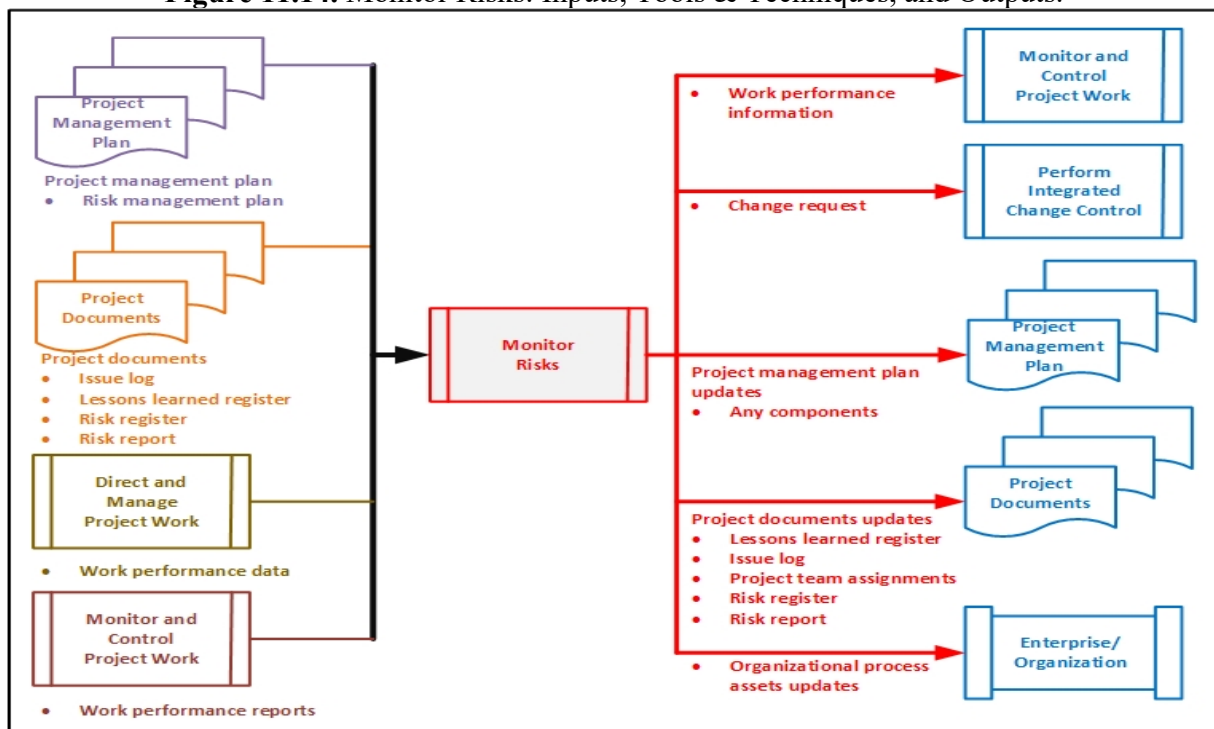 Figure 11.14. Monitor Risks: Inputs, Tools & Techniques, and Outputs.
Project
Management
Plan
Project management plan
• Risk management plan
Project
Documents
Project documents
• Issue log
• Lessons learned register
• Risk register
• Risk report
Direct and
Manage
Project Work
• Work performance data
Monitor and
Control
Project Work
• Work performance reports
Monitor
Risks
• Work performance
information
• Change request
Project management plan
updates
• Any components
Project documents updates
• Lessons learned register
• Issue log
• Project team assignments
• Risk register
• Risk report
• Organizational process
assets updates
Monitor and
Control
Project Work
Perform
Integrated
Change Control
Project
Management
Plan
Project
Documents
Enterprise/
Organization